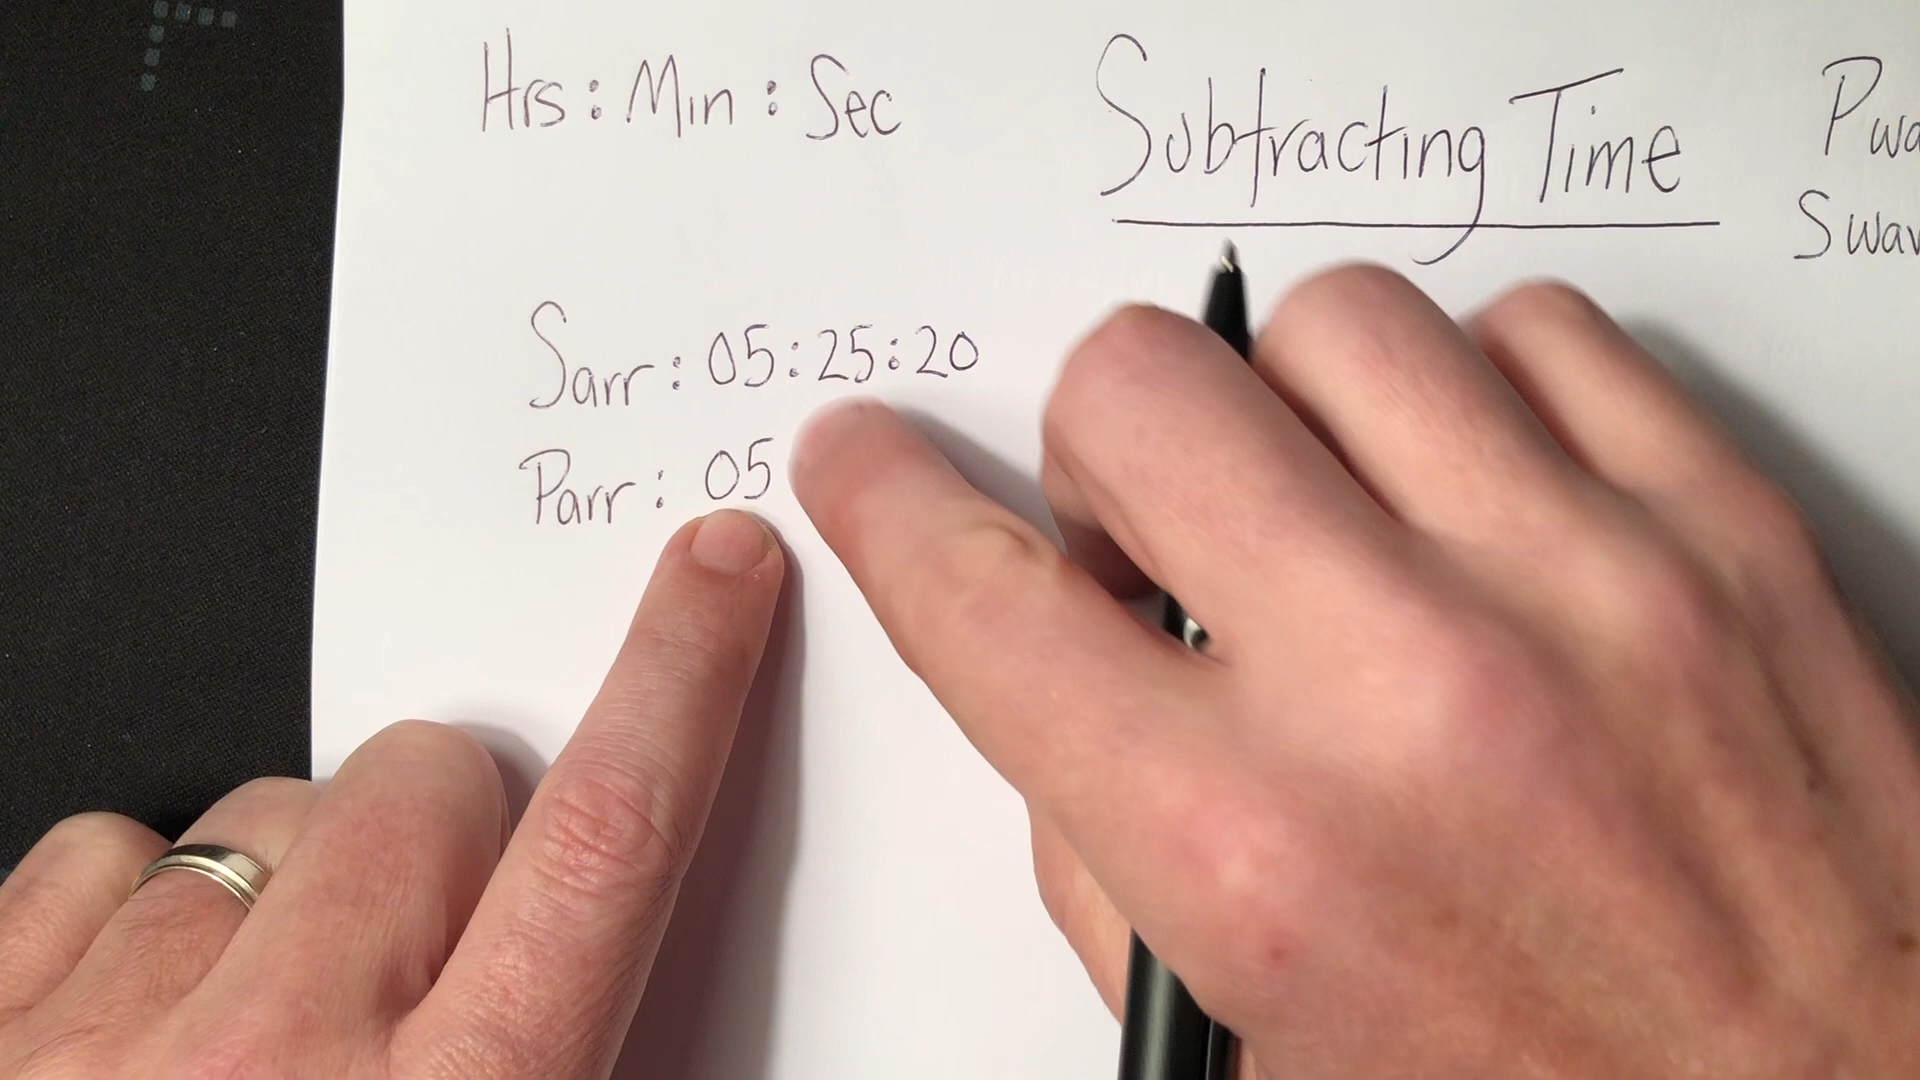 Hrs : Min : Sec
Subtracting Time
Sarr : 05:25:20
Parr : 05